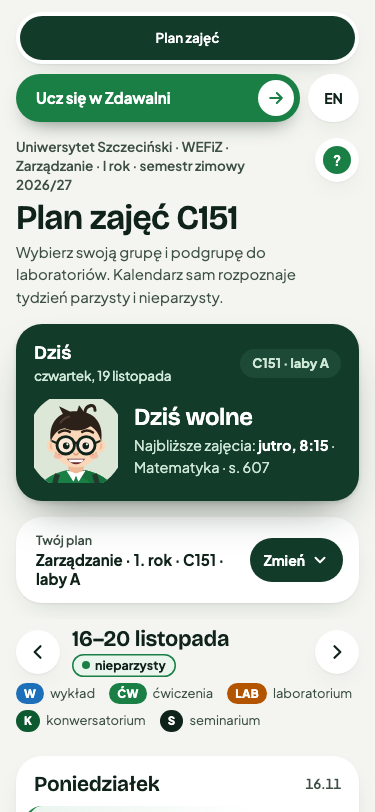 Plan zajęć
Ucz się w Zdawalni
EN
Uniwersytet Szczeciński · WEFiZ ·
Zarządzanie · I rok · semestr zimowy
2026/27
?
Plan zajęć C151
Wybierz swoją grupę i podgrupę do
laboratoriów. Kalendarz sam rozpoznaje
tydzień parzysty i nieparzysty.
Dziś
czwartek, 19 listopada
C151 · laby A
Dziś wolne
Najbliższe zajęcia: jutro, 8:15 ·
Matematyka · s. 607
Twój plan
Zarządzanie · 1. rok · C151 ·
laby A
Zmień
16–20 listopada
nieparzysty
W wykład ĆW ćwiczenia LAB laboratorium
K konwersatorium S seminarium
Poniedziałek 16.11